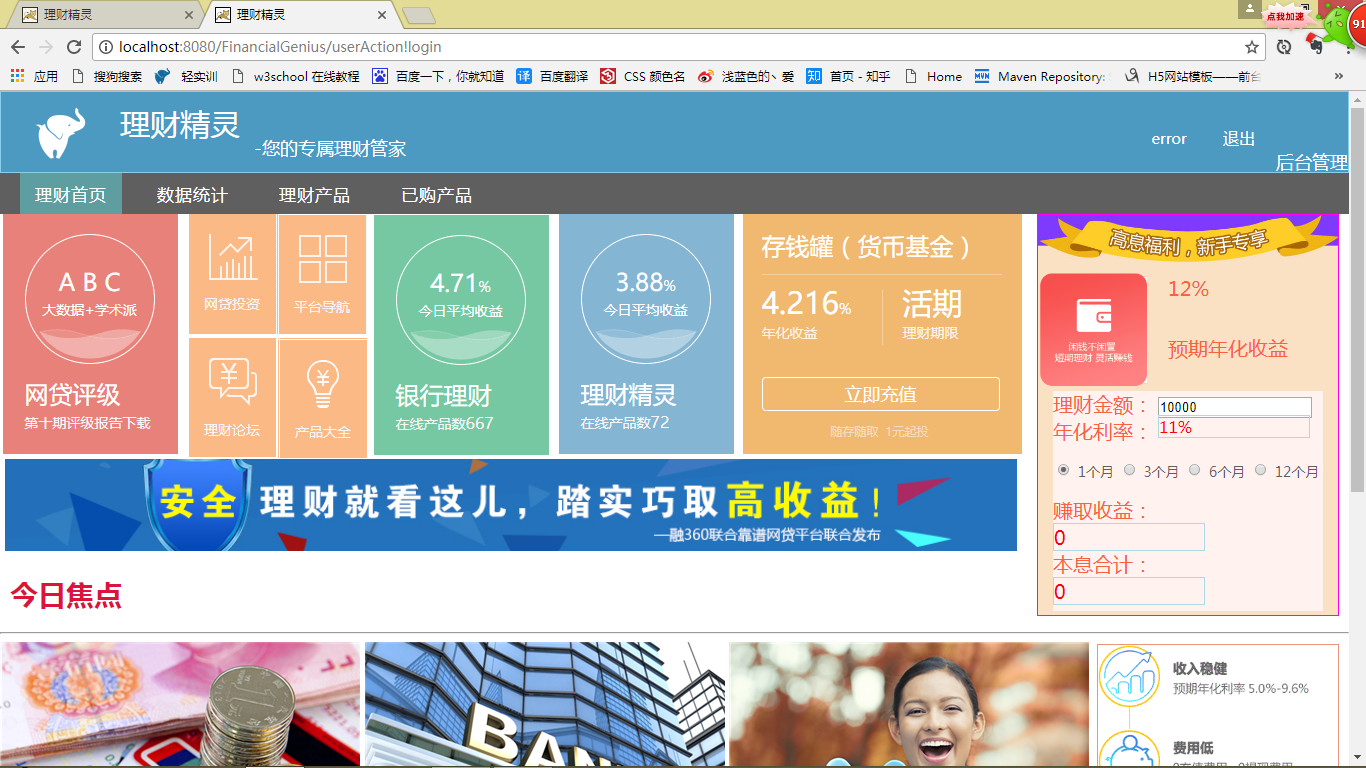 理财精灵
理财精灵
点我加速
91
localhost:8080/FinancialGenius/userAction!login
应用 搜狗搜索 轻实训 w3school 在线教程 百度一下，你就知道 百度翻译 CSS 颜色名 浅蓝色的丶爱 首页 - 知乎 Home Maven Repository: H5网站模板——前台 »
理财精灵
-您的专属理财管家
error 退出
后台管理
理财首页 数据统计 理财产品 已购产品
A B C
大数据+学术派
网贷评级
第十期评级报告下载
网贷投资
平台导航
理财论坛
产品大全
4.71%
今日平均收益
银行理财
在线产品数667
3.88%
今日平均收益
理财精灵
在线产品数72
存钱罐（货币基金）
4.216%
年化收益
活期
理财期限
立即充值
随存随取 1元起投
高息福利，新手专享
闲钱不闲置
短期理财 灵活赚钱
12%
预期年化收益
理财金额： 10000
年化利率： 11%
1个月 3个月 6个月 12个月
赚取收益：
0
本息合计：
0
安全 理财就看这儿，踏实巧取高收益！
—融360联合靠谱网贷平台联合发布
今日焦点
BAN
收入稳健
预期年化利率 5.0%-9.6%
费用低